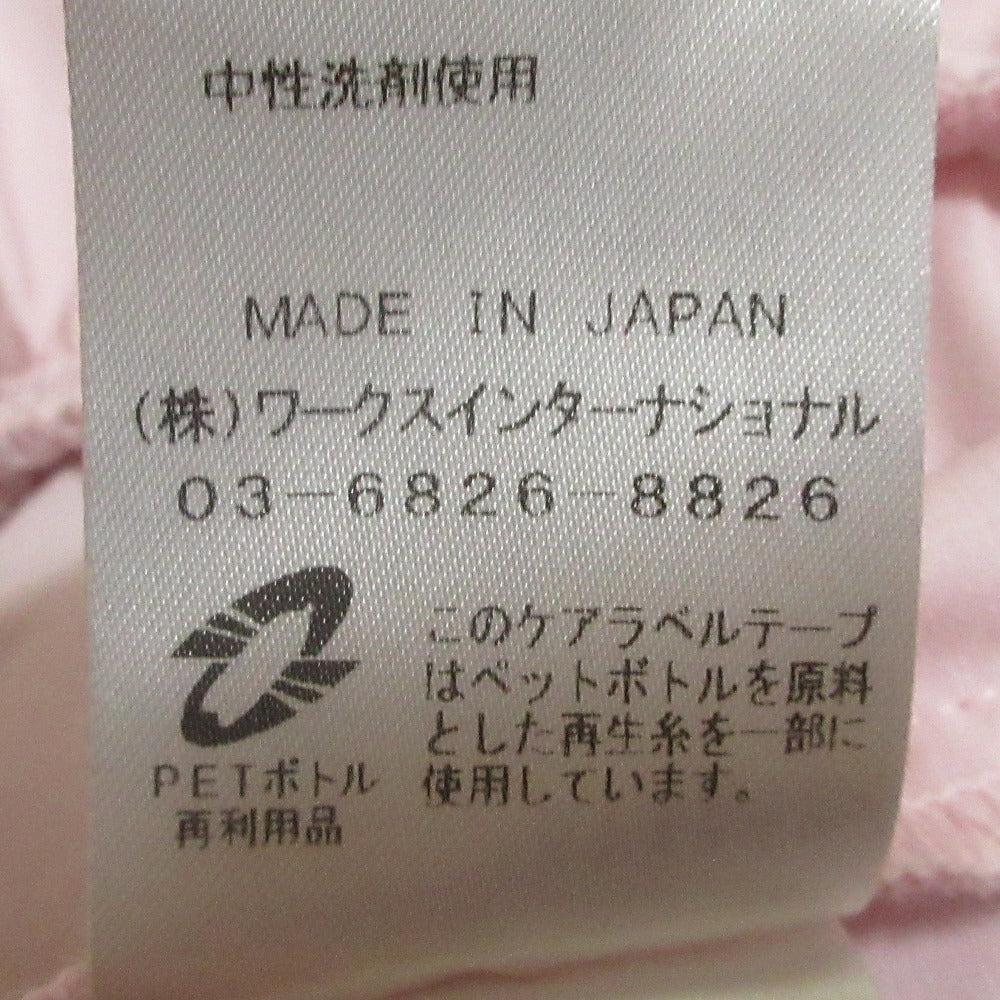 中性洗剤使用
MADE IN JAPAN
(株)ワークスインターナショナル
03-6826-8826
このケアラベルテープ
はペットボトルを原料
とした再生糸を一部に
使用しています。
PETボトル
再利用品